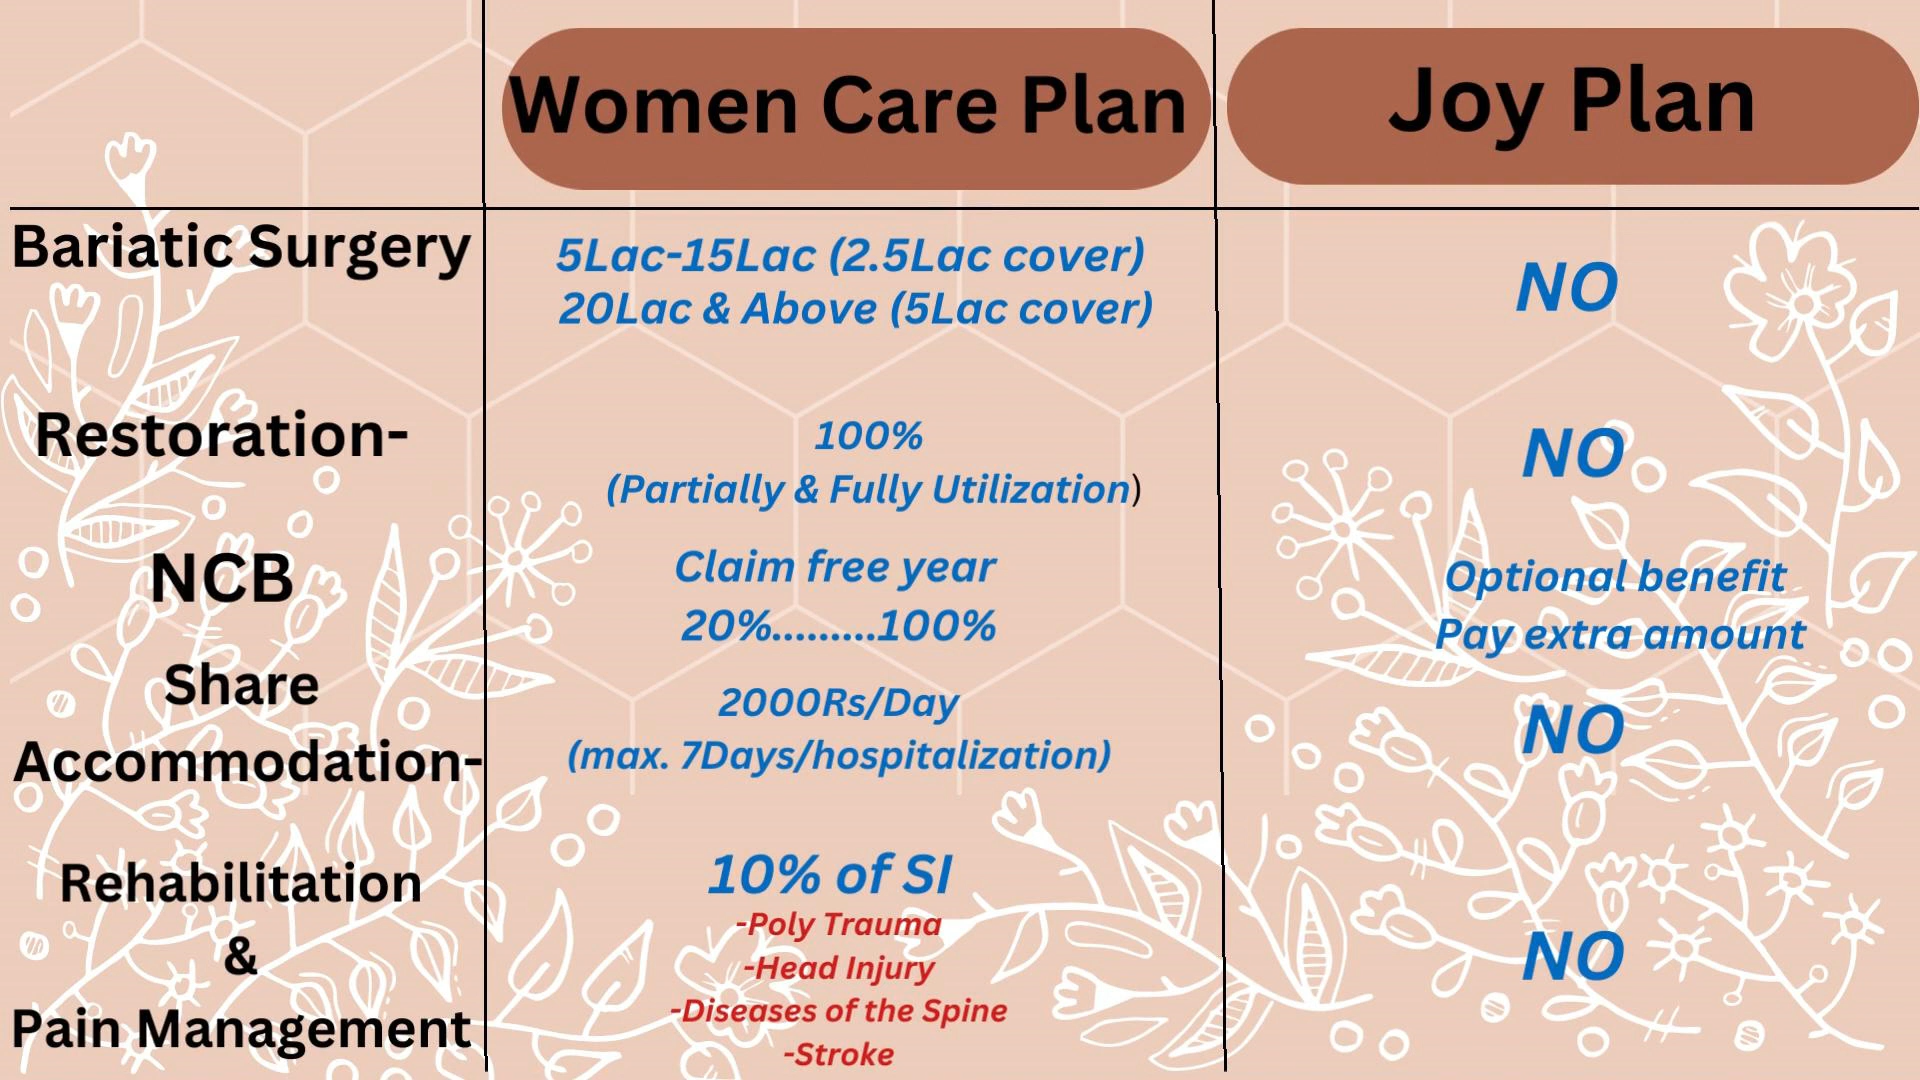 Women Care Plan
Joy Plan
Bariatic Surgery
5Lac-15Lac (2.5Lac cover)
20Lac & Above (5Lac cover)
NO
Restoration-
100%
(Partially & Fully Utilization)
NO
NCB
Claim free year
20%.........100%
Optional benefit
Pay extra amount
Share
Accommodation-
2000Rs/Day
(max. 7Days/hospitalization)
NO
Rehabilitation
&
Pain Management
10% of SI
-Poly Trauma
-Head Injury
-Diseases of the Spine
-Stroke
NO